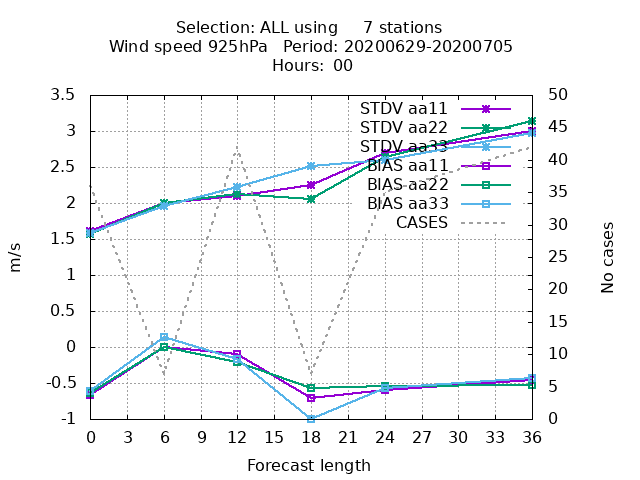 Selection: ALL using     7 stations
Wind speed 925hPa   Period: 20200629-20200705
Hours:  00
3.5
3
2.5
2
1.5
1
0.5
0
-0.5
-1
m/s
STDV aa11
STDV aa22
STDV aa33
BIAS aa11
BIAS aa22
BIAS aa33
CASES
50
45
40
35
30
25
20
15
10
5
0
No cases
0 3 6 9 12 15 18 21 24 27 30 33 36
Forecast length